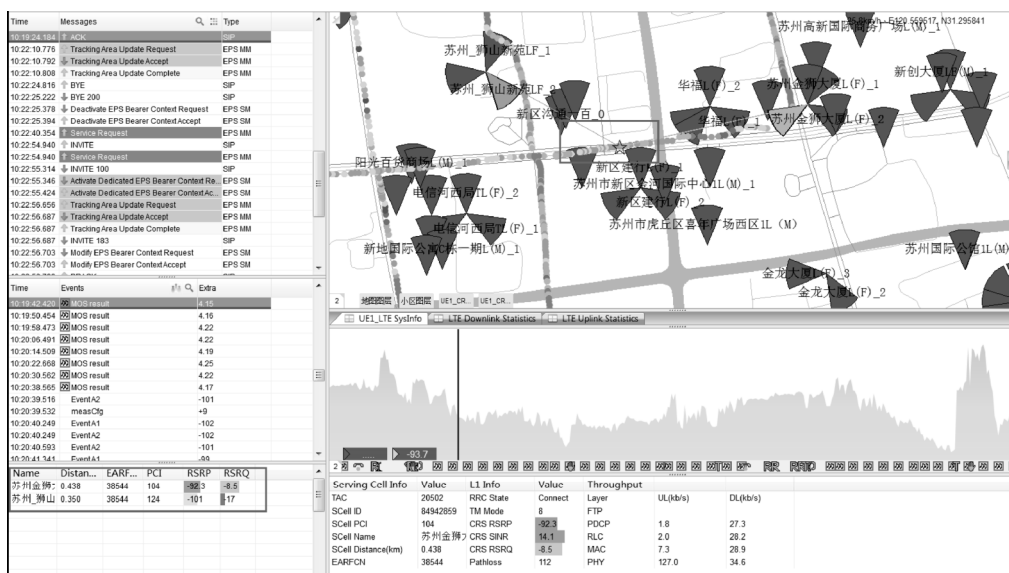 Time Messages Type
10:19:24.184 ACK SIP
10:22:10.776 Tracking Area Update Request EPS MM
10:22:10.792 Tracking Area Update Accept EPS MM
10:22:10.808 Tracking Area Update Complete EPS MM
10:22:24.816 BYE SIP
10:22:25.222 BYE 200 SIP
10:22:25.378 Deactivate EPS Bearer Context Request EPS SM
10:22:25.394 Deactivate EPS Bearer Context Accept EPS SM
10:22:40.354 Service Request EPS MM
10:22:54.940 INVITE SIP
10:22:54.940 Service Request EPS MM
10:22:55.314 INVITE 100 SIP
10:22:55.346 Activate Dedicated EPS Bearer Context Re... EPS SM
10:22:55.424 Activate Dedicated EPS Bearer Context Ac... EPS SM
10:22:56.656 Tracking Area Update Request EPS MM
10:22:56.687 Tracking Area Update Accept EPS MM
10:22:56.687 Tracking Area Update Complete EPS MM
10:22:56.687 INVITE 183 SIP
10:22:56.703 Modify EPS Bearer Context Request EPS SM
10:22:56.703 Modify EPS Bearer Context Accept EPS SM
Time Events Extra
10:19:42.420 MOS result 4.15
10:19:50.454 MOS result 4.16
10:19:58.473 MOS result 4.22
10:20:06.491 MOS result 4.22
10:20:14.509 MOS result 4.19
10:20:22.668 MOS result 4.25
10:20:30.562 MOS result 4.22
10:20:38.565 MOS result 4.17
10:20:39.516 EventA2 -101
10:20:39.532 measCfg +9
10:20:40.249 EventA1 -102
10:20:40.249 EventA2 -102
10:20:40.593 EventA2 -101
10:20:41.341 EventA1 -99
Name Distan... EARF... PCI RSRP RSRQ
苏州金狮 0.438 38544 104 -92.3 -8.5
苏州_狮山 0.350 38544 124 -101 -17
E120.559517, N31.295841
苏州高新国际商务广场L(M)_1
苏州_狮山新苑LF_1
苏州_狮山新苑LF_2
新区沟通一百_0
华福L(F)_2
苏州金狮大厦L(F)_1
新创大厦LE(M)_1
华福L(F)_1
苏州金狮大厦L(F)_2
阳光百货商场L(M)_1
新区建行L(F)_1
苏州市新区金河国际中心1L(M)_1
电信河西局TL(F)_2
新区建行L(F)_2
电信河西局TL(F)_1
苏州市虎丘区喜年广场西区1L (M)
新地国际公寓C栋一期L(M)_1
苏州国际公馆1L(M)
金龙大厦L(F)_3
金龙大厦L(F)_2
2 地图图层 小区图层 UE1_CR... UE1_CR...
UE1_LTE SysInfo LTE Downlink Statistics LTE Uplink Statistics
-93.7
2
Serving Cell Info Value L1 Info Value Throughput
TAC 20502 RRC State Connect Layer UL(kb/s) DL(kb/s)
SCell ID 84942859 TM Mode 8 FTP
SCell PCI 104 CRS RSRP -92.3 PDCP 1.8 27.3
SCell Name 苏州金狮 CRS SINR 14.1 RLC 2.0 28.2
SCell Distance(km) 0.438 CRS RSRQ -8.5 MAC 7.3 28.9
EARFCN 38544 Pathloss 112 PHY 127.0 34.6